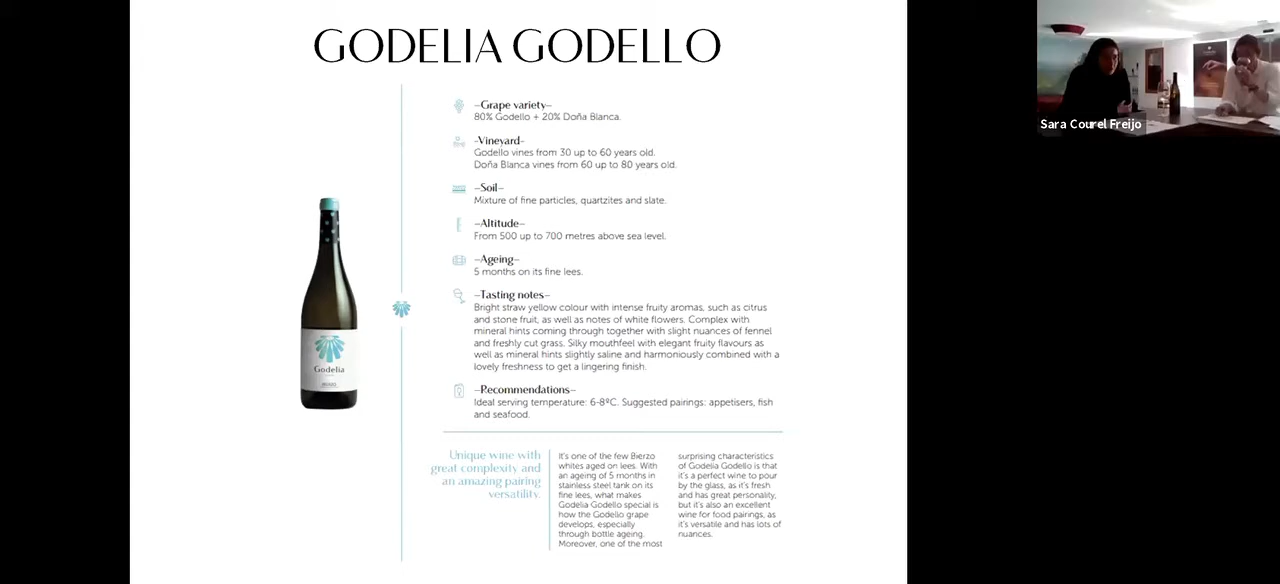 GODELIA GODELLO
–Grape variety–
80% Godello + 20% Doña Blanca.
–Vineyard–
Godello vines from 30 up to 60 years old.
Doña Blanca vines from 60 up to 80 years old.
–Soil–
Mixture of fine particles, quartzites and slate.
–Altitude–
From 500 up to 700 metres above sea level.
–Ageing–
5 months on its fine lees.
–Tasting notes–
Bright straw yellow colour with intense fruity aromas, such as citrus
and stone fruit, as well as notes of white flowers. Complex with
mineral hints coming through together with slight nuances of fennel
and freshly cut grass. Silky mouthfeel with elegant fruity flavours as
well as mineral hints slightly saline and harmoniously combined with a
lovely freshness to get a lingering finish.
–Recommendations–
Ideal serving temperature: 6-8ºC. Suggested pairings: appetisers, fish
and seafood.
Unique wine with
great complexity and
an amazing pairing
versatility.
It's one of the few Bierzo
whites aged on lees. With
an ageing of 5 months in
stainless steel tank on its
fine lees, what makes
Godelia Godello special is
how the Godello grape
develops, especially
through bottle ageing.
Moreover, one of the most
surprising characteristics
of Godelia Godello is that
it's a perfect wine to pour
by the glass, as it's fresh
and has great personality,
but it's also an excellent
wine for food pairings, as
it's versatile and has lots of
nuances.
Godelia
BIERZO
Sara Courel Freijo